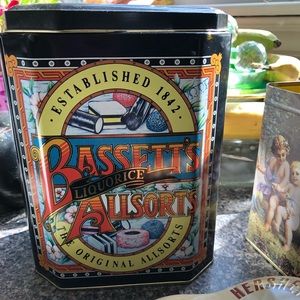 ESTABLISHED 1842
BASSETT'S
LIQUORICE
ALLSORTS
THE ORIGINAL ALLSORTS